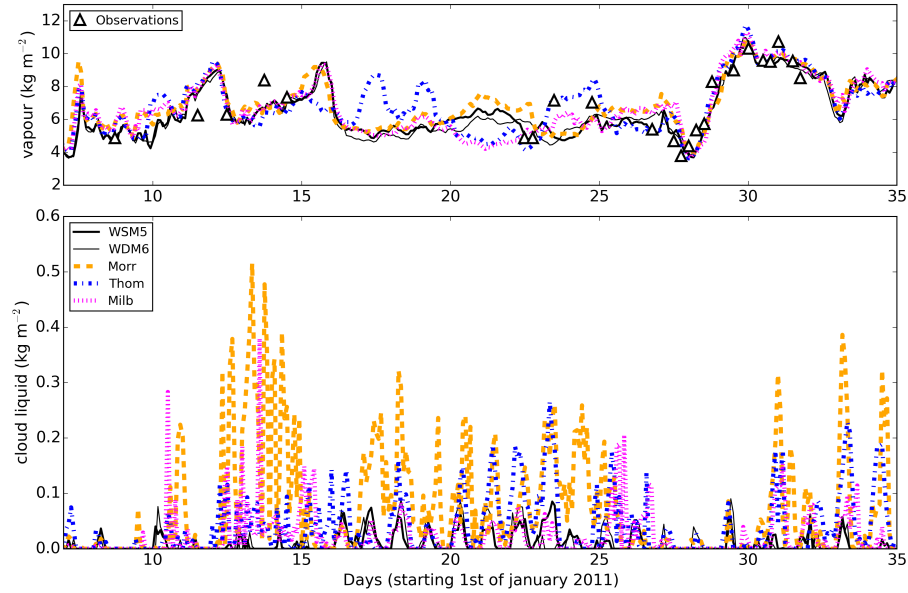 12
10
8
6
4
2
vapour (kg m⁻²)
Observations
10 15 20 25 30 35
0.6
0.5
0.4
0.3
0.2
0.1
0.0
cloud liquid (kg m⁻²)
WSM5
WDM6
Morr
Thom
Milb
10 15 20 25 30 35
Days (starting 1st of january 2011)